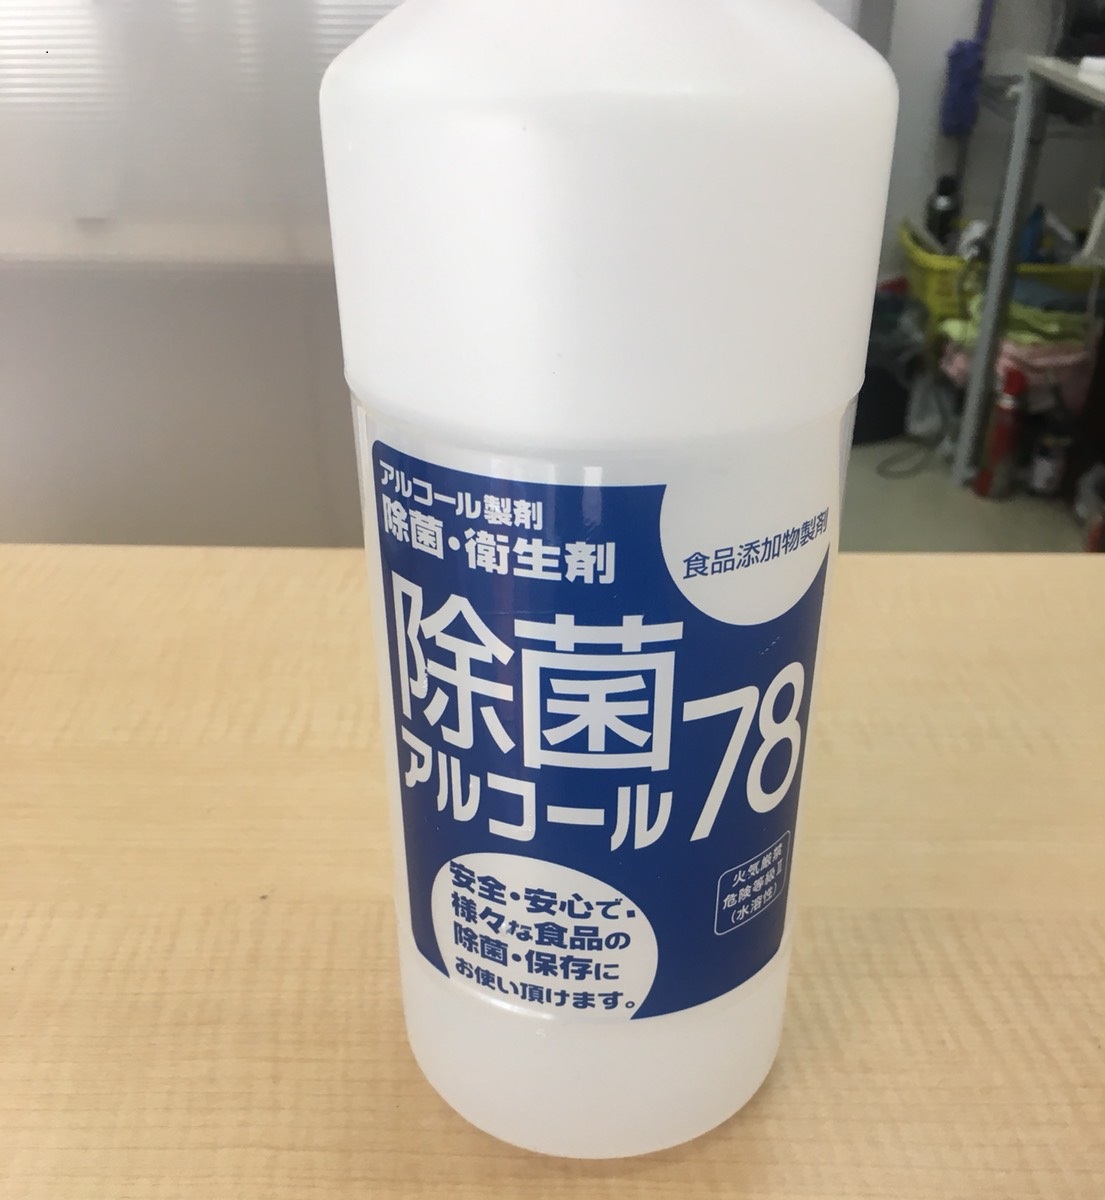 アルコール製剤
除菌・衛生剤
食品添加物製剤
除菌
アルコール78
火気厳禁
危険等級Ⅱ
(水溶性)
安全・安心で、
様々な食品の
除菌・保存に
お使い頂けます。